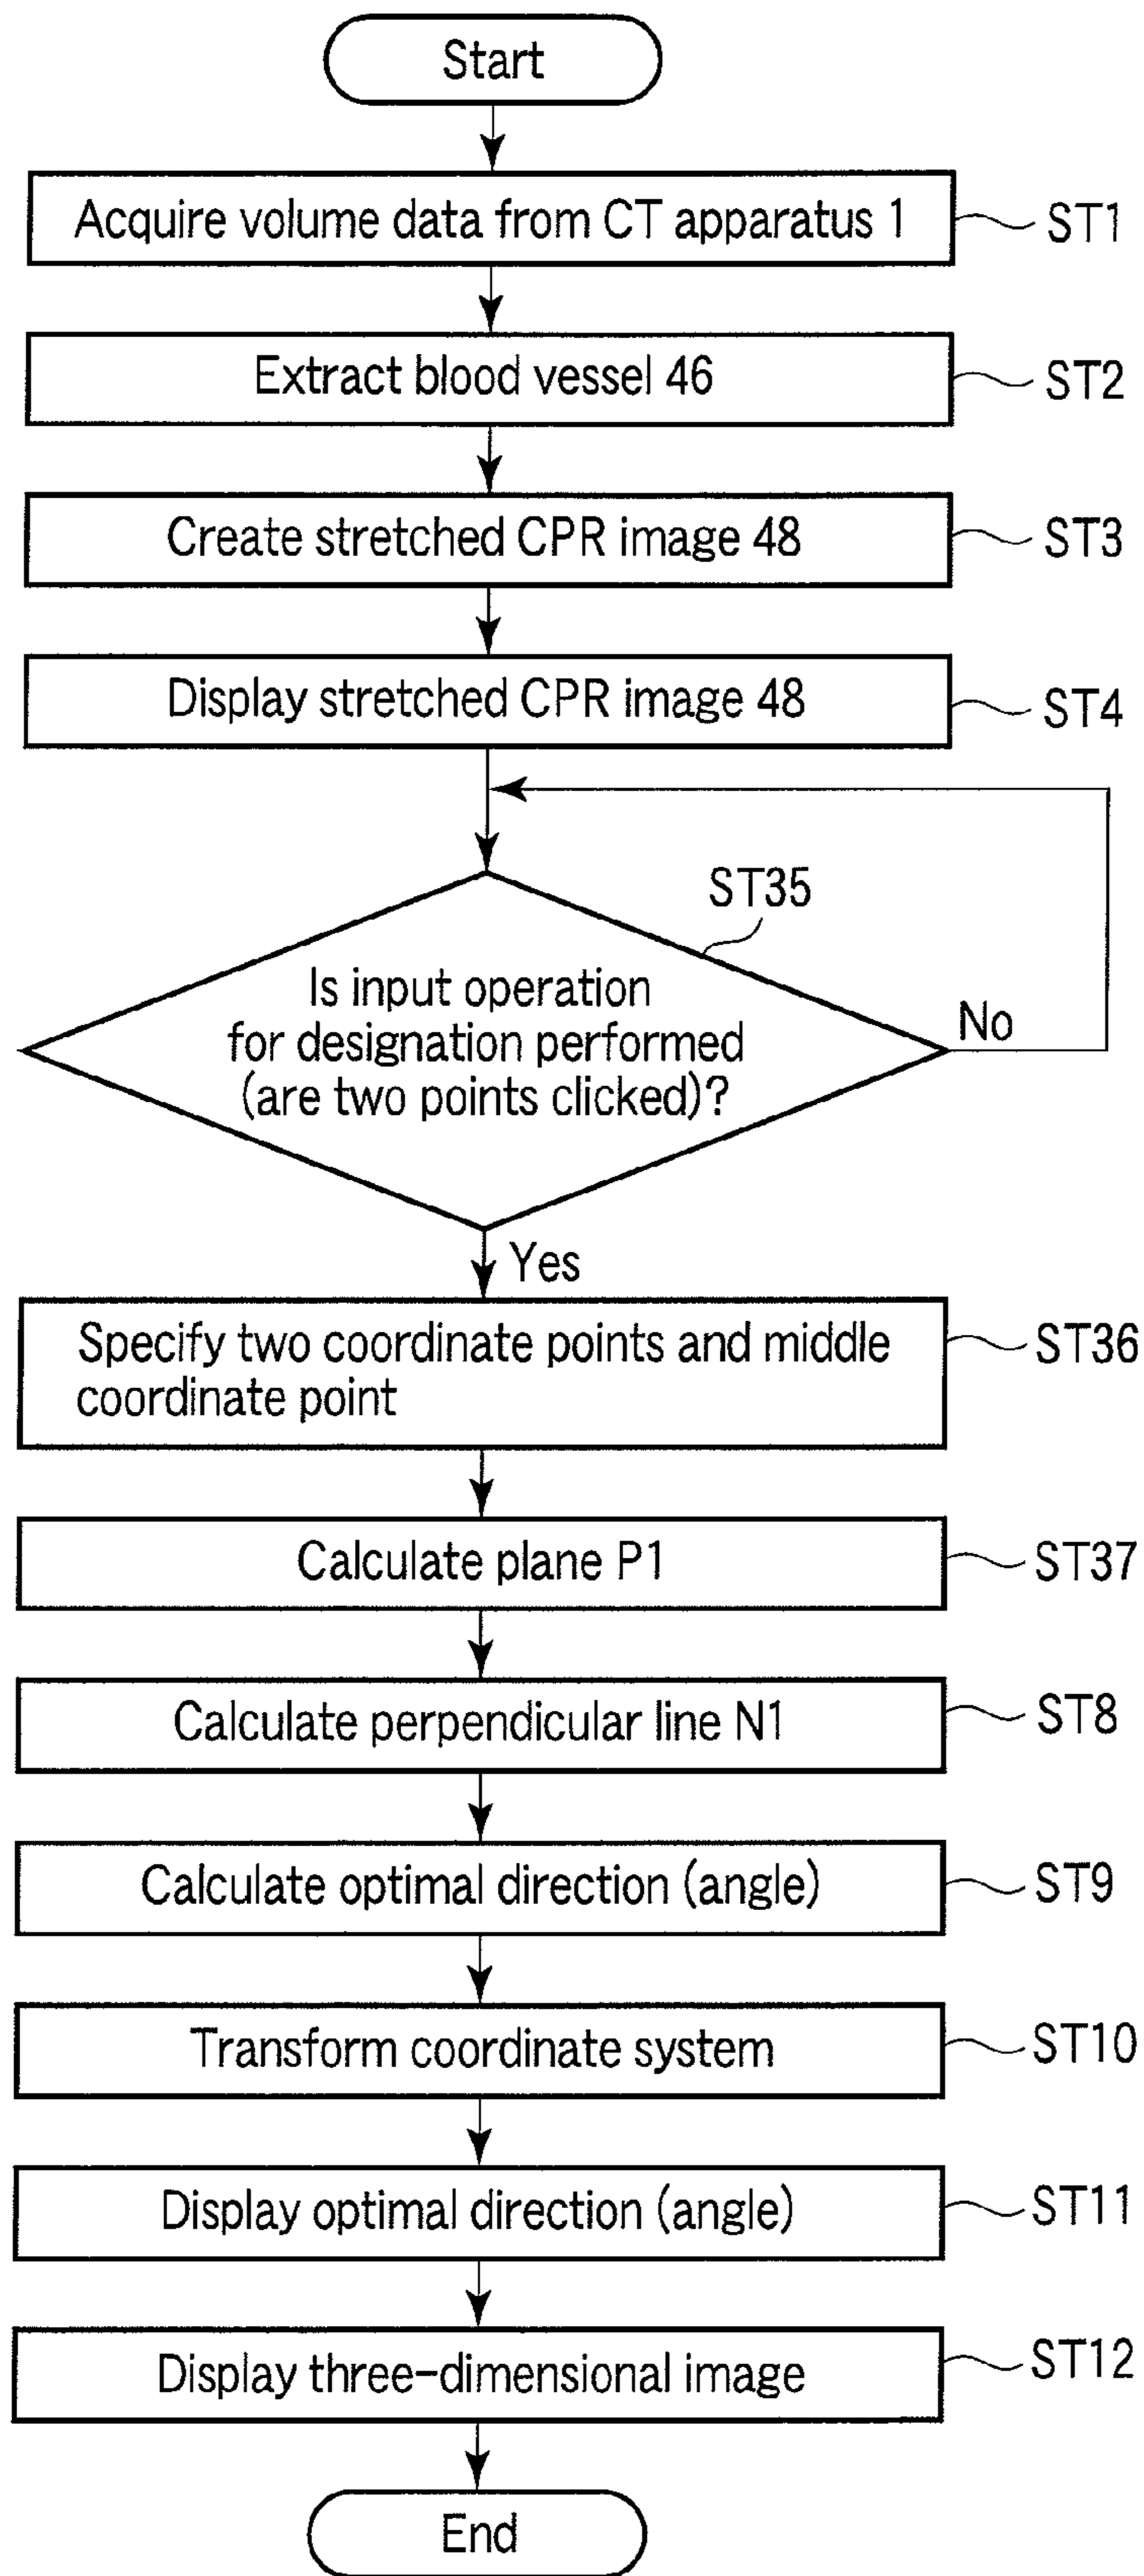 Start
Acquire volume data from CT apparatus 1
ST1
Extract blood vessel 46
ST2
Create stretched CPR image 48
ST3
Display stretched CPR image 48
ST4
ST35
Is input operation
for designation performed
(are two points clicked)?
No
Yes
Specify two coordinate points and middle
coordinate point
ST36
Calculate plane P1
ST37
Calculate perpendicular line N1
ST8
Calculate optimal direction (angle)
ST9
Transform coordinate system
ST10
Display optimal direction (angle)
ST11
Display three-dimensional image
ST12
End